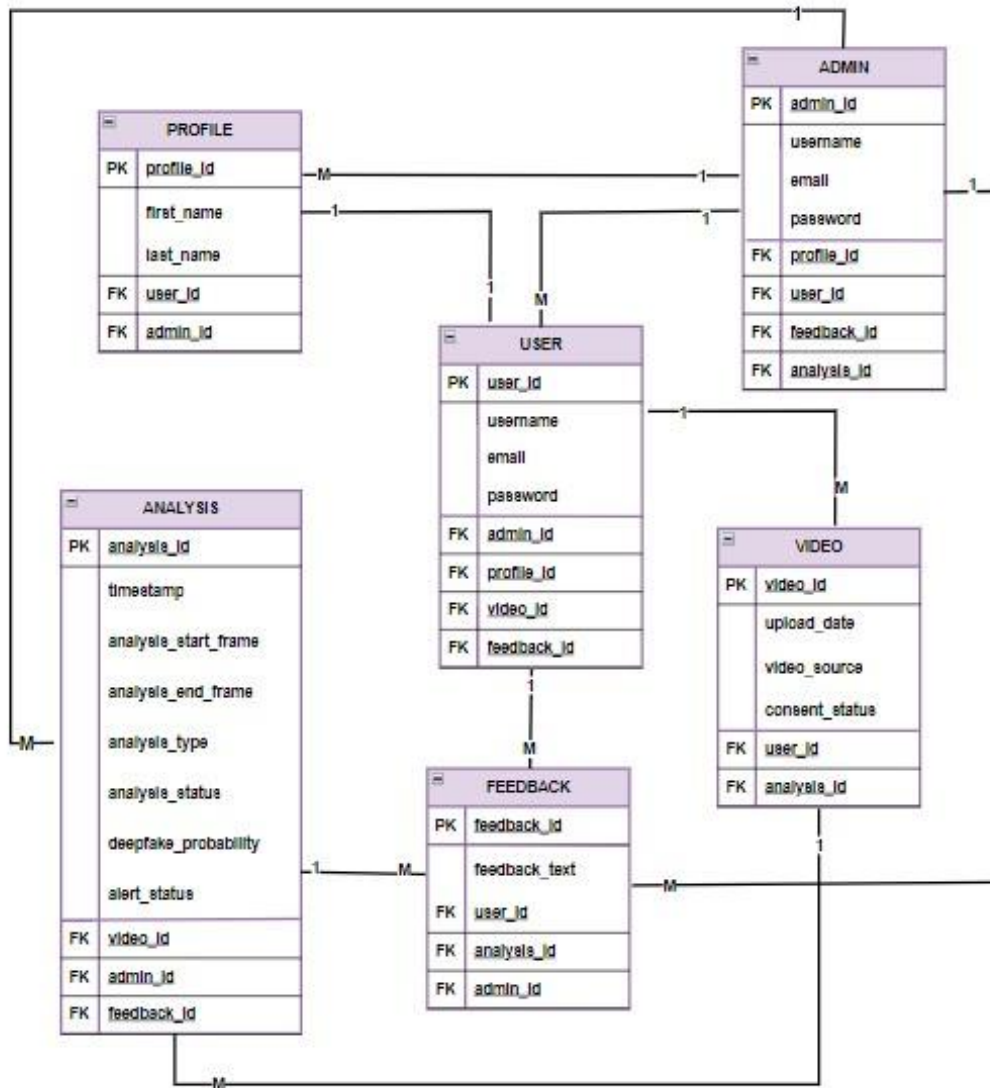 1
ADMIN
PK admin_id
username
email
password
FK profile_id
FK user_id
FK feedback_id
FK analysis_id
1
PROFILE
PK profile_id
first_name
last_name
FK user_id
FK admin_id
M
1
1
1
1
M
USER
PK user_id
username
email
password
FK admin_id
FK profile_id
FK video_id
FK feedback_id
1
M
ANALYSIS
PK analysis_id
timestamp
analysis_start_frame
analysis_end_frame
analysis_type
analysis_status
deepfake_probability
alert_status
FK video_id
FK admin_id
FK feedback_id
M
VIDEO
PK video_id
upload_date
video_source
consent_status
FK user_id
FK analysis_id
1
M
FEEDBACK
PK feedback_id
feedback_text
FK user_id
FK analysis_id
FK admin_id
1
M
M
1
M